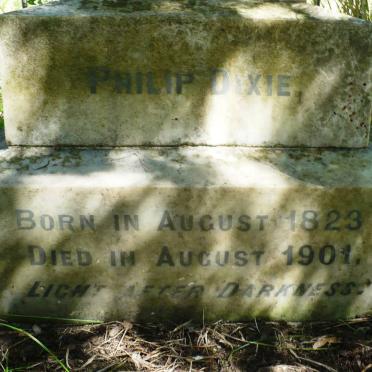 PHILIP DIXIE.
BORN IN AUGUST 1823
DIED IN AUGUST 1901.
LIGHT AFTER DARKNESS.